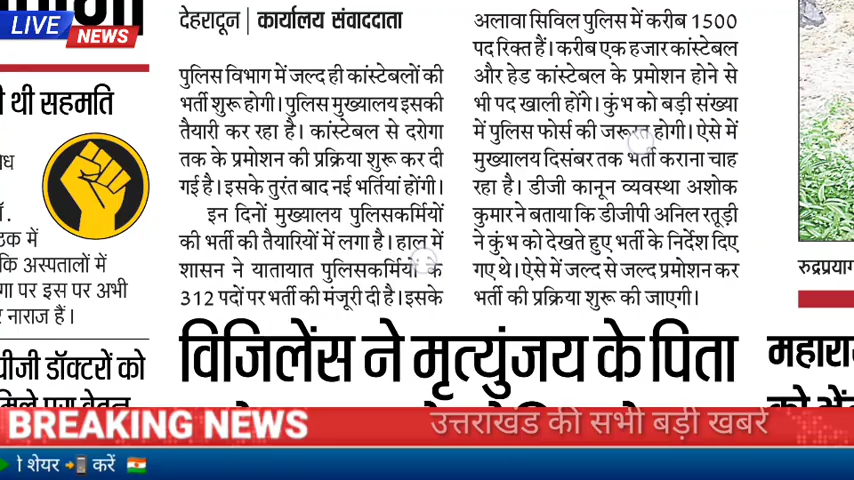 LIVE
NEWS
ी थी सहमति
ठक में
कि अस्पतालों में
गा पर इस पर अभी
नाराज हैं।
पीजी डॉक्टरों को
देहरादून | कार्यालय संवाददाता
पुलिस विभाग में जल्द ही कांस्टेबलों की
भर्ती शुरू होगी। पुलिस मुख्यालय इसकी
तैयारी कर रहा है। कांस्टेबल से दरोगा
तक के प्रमोशन की प्रक्रिया शुरू कर दी
गई है। इसके तुरंत बाद नई भर्तियां होंगी।
इन दिनों मुख्यालय पुलिसकर्मियों
की भर्ती की तैयारियों में लगा है। हाल में
शासन ने यातायात पुलिसकर्मियों के
312 पदों पर भर्ती की मंजूरी दी है। इसके
अलावा सिविल पुलिस में करीब 1500
पद रिक्त हैं। करीब एक हजार कांस्टेबल
और हेड कांस्टेबल के प्रमोशन होने से
भी पद खाली होंगे। कुंभ को बड़ी संख्या
में पुलिस फोर्स की जरूरत होगी। ऐसे में
मुख्यालय दिसंबर तक भर्ती कराना चाह
रहा है। डीजी कानून व्यवस्था अशोक
कुमार ने बताया कि डीजीपी अनिल रतूड़ी
ने कुंभ को देखते हुए भर्ती के निर्देश दिए
गए थे। ऐसे में जल्द से जल्द प्रमोशन कर
भर्ती की प्रक्रिया शुरू की जाएगी।
विजिलेंस ने मृत्युंजय के पिता
रुद्रप्रयाग
महारा
BREAKING NEWS
उत्तराखंड की सभी बड़ी खबरें
शेयर करें